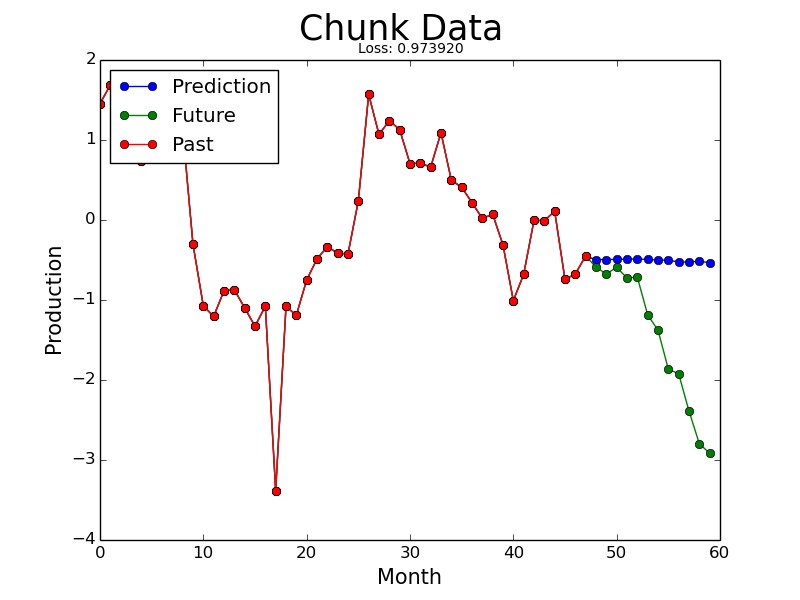 Chunk Data
Loss: 0.973920
Prediction
Future
Past
Production
2
1
0
−1
−2
−3
−4
0 10 20 30 40 50 60
Month